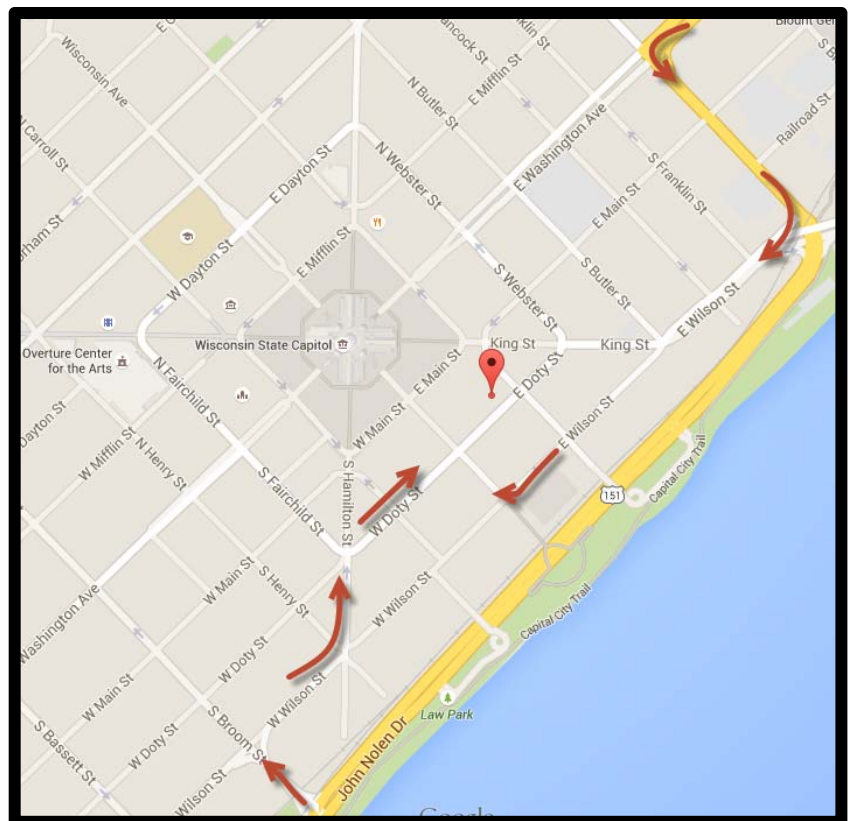 Blount Ger
Wisconsin Ave
E Mifflin St
N Butler St
E Washington Ave
S Franklin St
Railroad St
N Carroll St
E Dayton St
N Webster St
E Main St
W Dayton St
E Mifflin St
S Webster St
S Butler St
E Wilson St
Wisconsin State Capitol
King St
King St
Overture Center
for the Arts
N Fairchild St
E Main St
E Doty St
Dayton St
W Mifflin St
N Henry St
W Main St
E Wilson St
Capital City Trail
S Fairchild St
S Hamilton St
W Doty St
151
W Main St
S Henry St
W Wilson St
Capital City Trail
Washington Ave
W Doty St
W Main St
W Wilson St
Law Park
S Broom St
S Bassett St
W Doty St
John Nolen Dr
Wilson St
Google